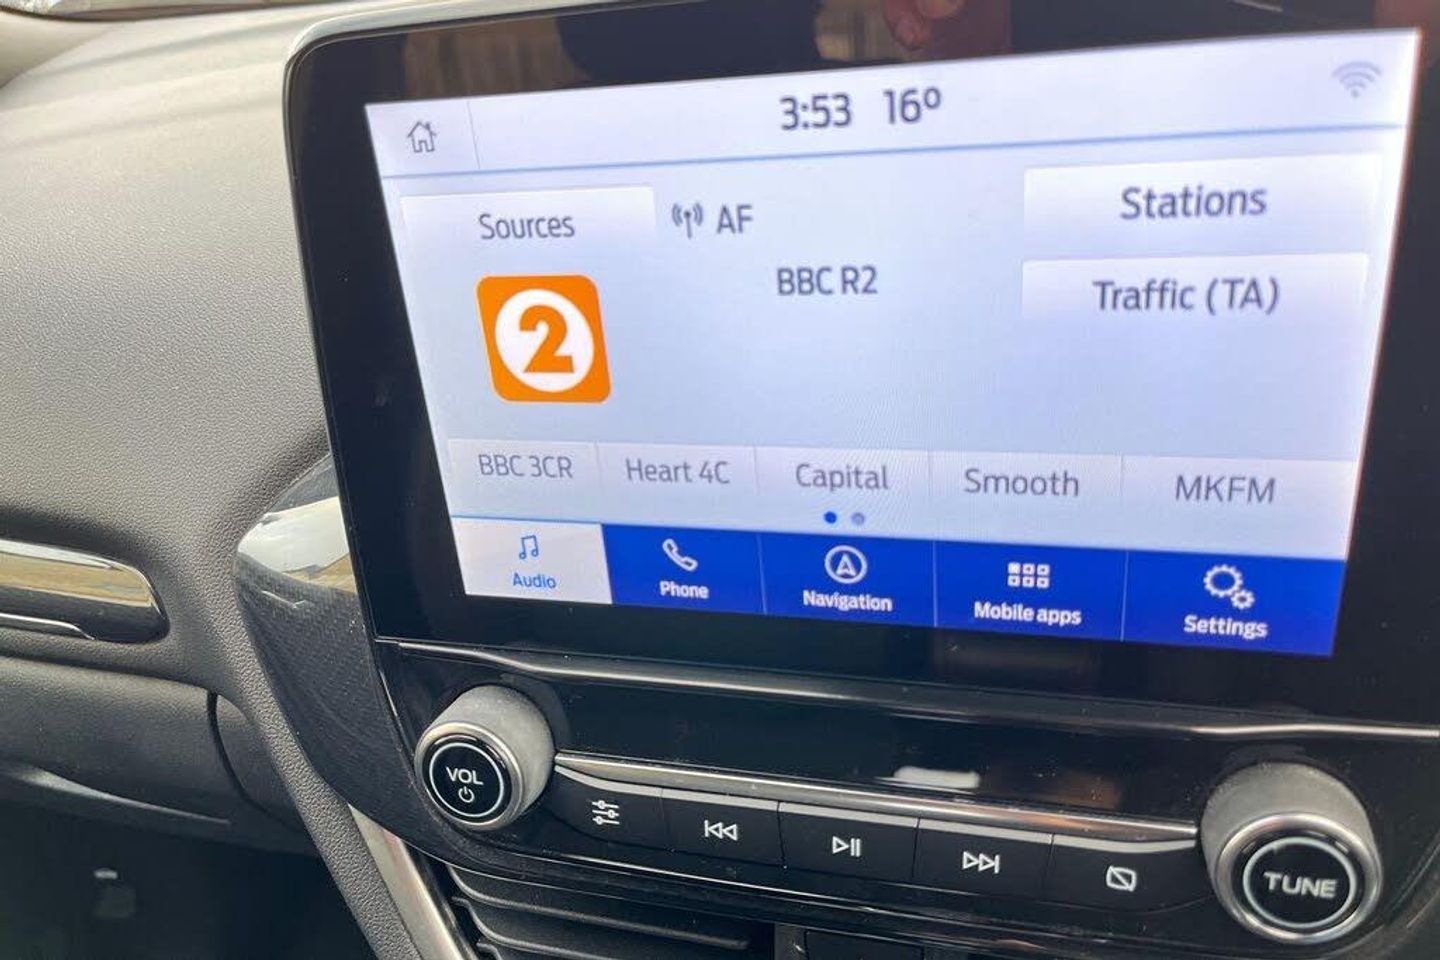 3:53 16º
Sources
AF
Stations
BBC R2
Traffic (TA)
2
BBC 3CR
Heart 4C
Capital
Smooth
MKFM
Audio
Phone
Navigation
Mobile apps
Settings
VOL
TUNE